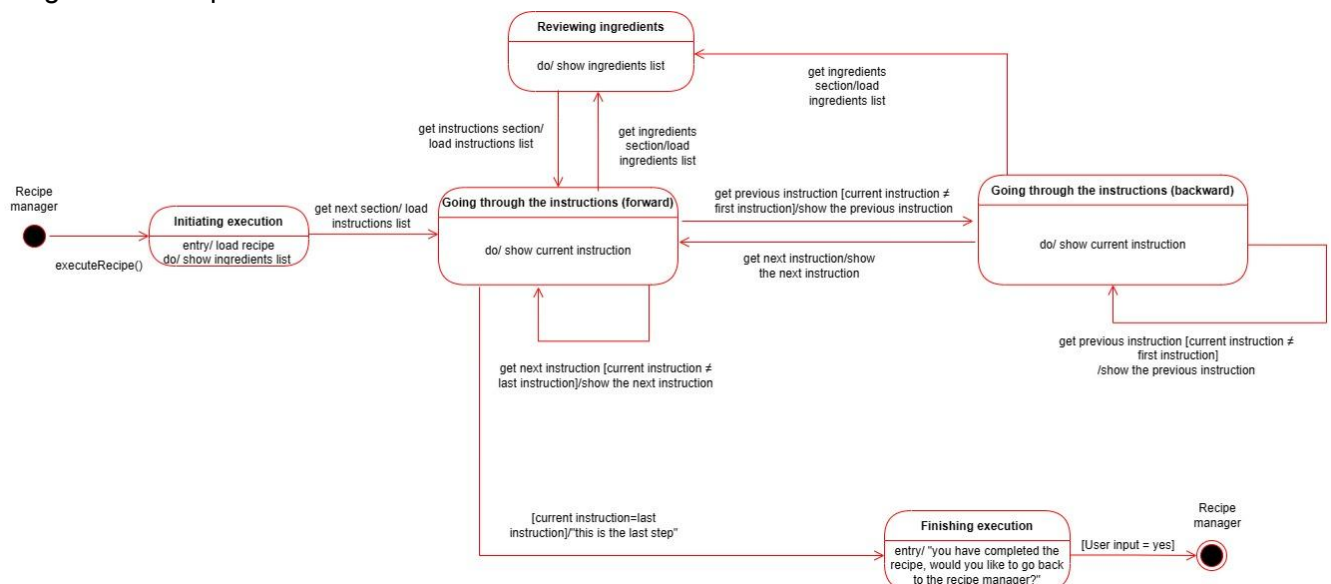 Reviewing ingredients
do/ show ingredients list
get ingredients
section/load
ingredients list
get instructions section/
load instructions list
get ingredients
section/load
ingredients list
Recipe
manager
executeRecipe()
Initiating execution
entry/ load recipe
do/ show ingredients list
get next section/ load
instructions list
Going through the instructions (forward)
do/ show current instruction
get previous instruction [current instruction ≠
first instruction]/show the previous instruction
get next instruction/show
the next instruction
Going through the instructions (backward)
do/ show current instruction
get next instruction [current instruction ≠
last instruction]/show the next instruction
get previous instruction [current instruction ≠
first instruction]
/show the previous instruction
[current instruction=last
instruction]/"this is the last step"
Finishing execution
entry/ "you have completed the
recipe, would you like to go back
to the recipe manager?"
[User input = yes]
Recipe
manager